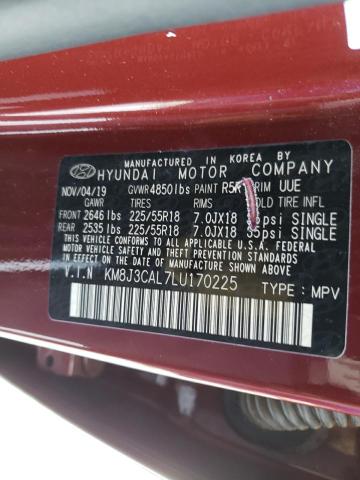 MANUFACTURED IN KOREA BY
HYUNDAI MOTOR COMPANY
NOV/04/19 GVWR4850lbs PAINT TRIM UUE
GAWR TIRES RIMS COLD TIRE INFL
FRONT 2646lbs 225/55R18 7.0JX18 psi SINGLE
REAR 2535lbs 225/55R18 7.0JX18 35psi SINGLE
THIS VEHICLE CONFORMS TO ALL APPLICABLE U.S.A. FEDERAL
MOTOR VEHICLE SAFETY, BUMPER, AND THEFT PREVENTION
STANDARDS IN EFFECT ON THE DATE OF MANUFACTURE SHOWN ABOVE.
V.I.N KM8J3CAL7LU170225 TYPE: MPV